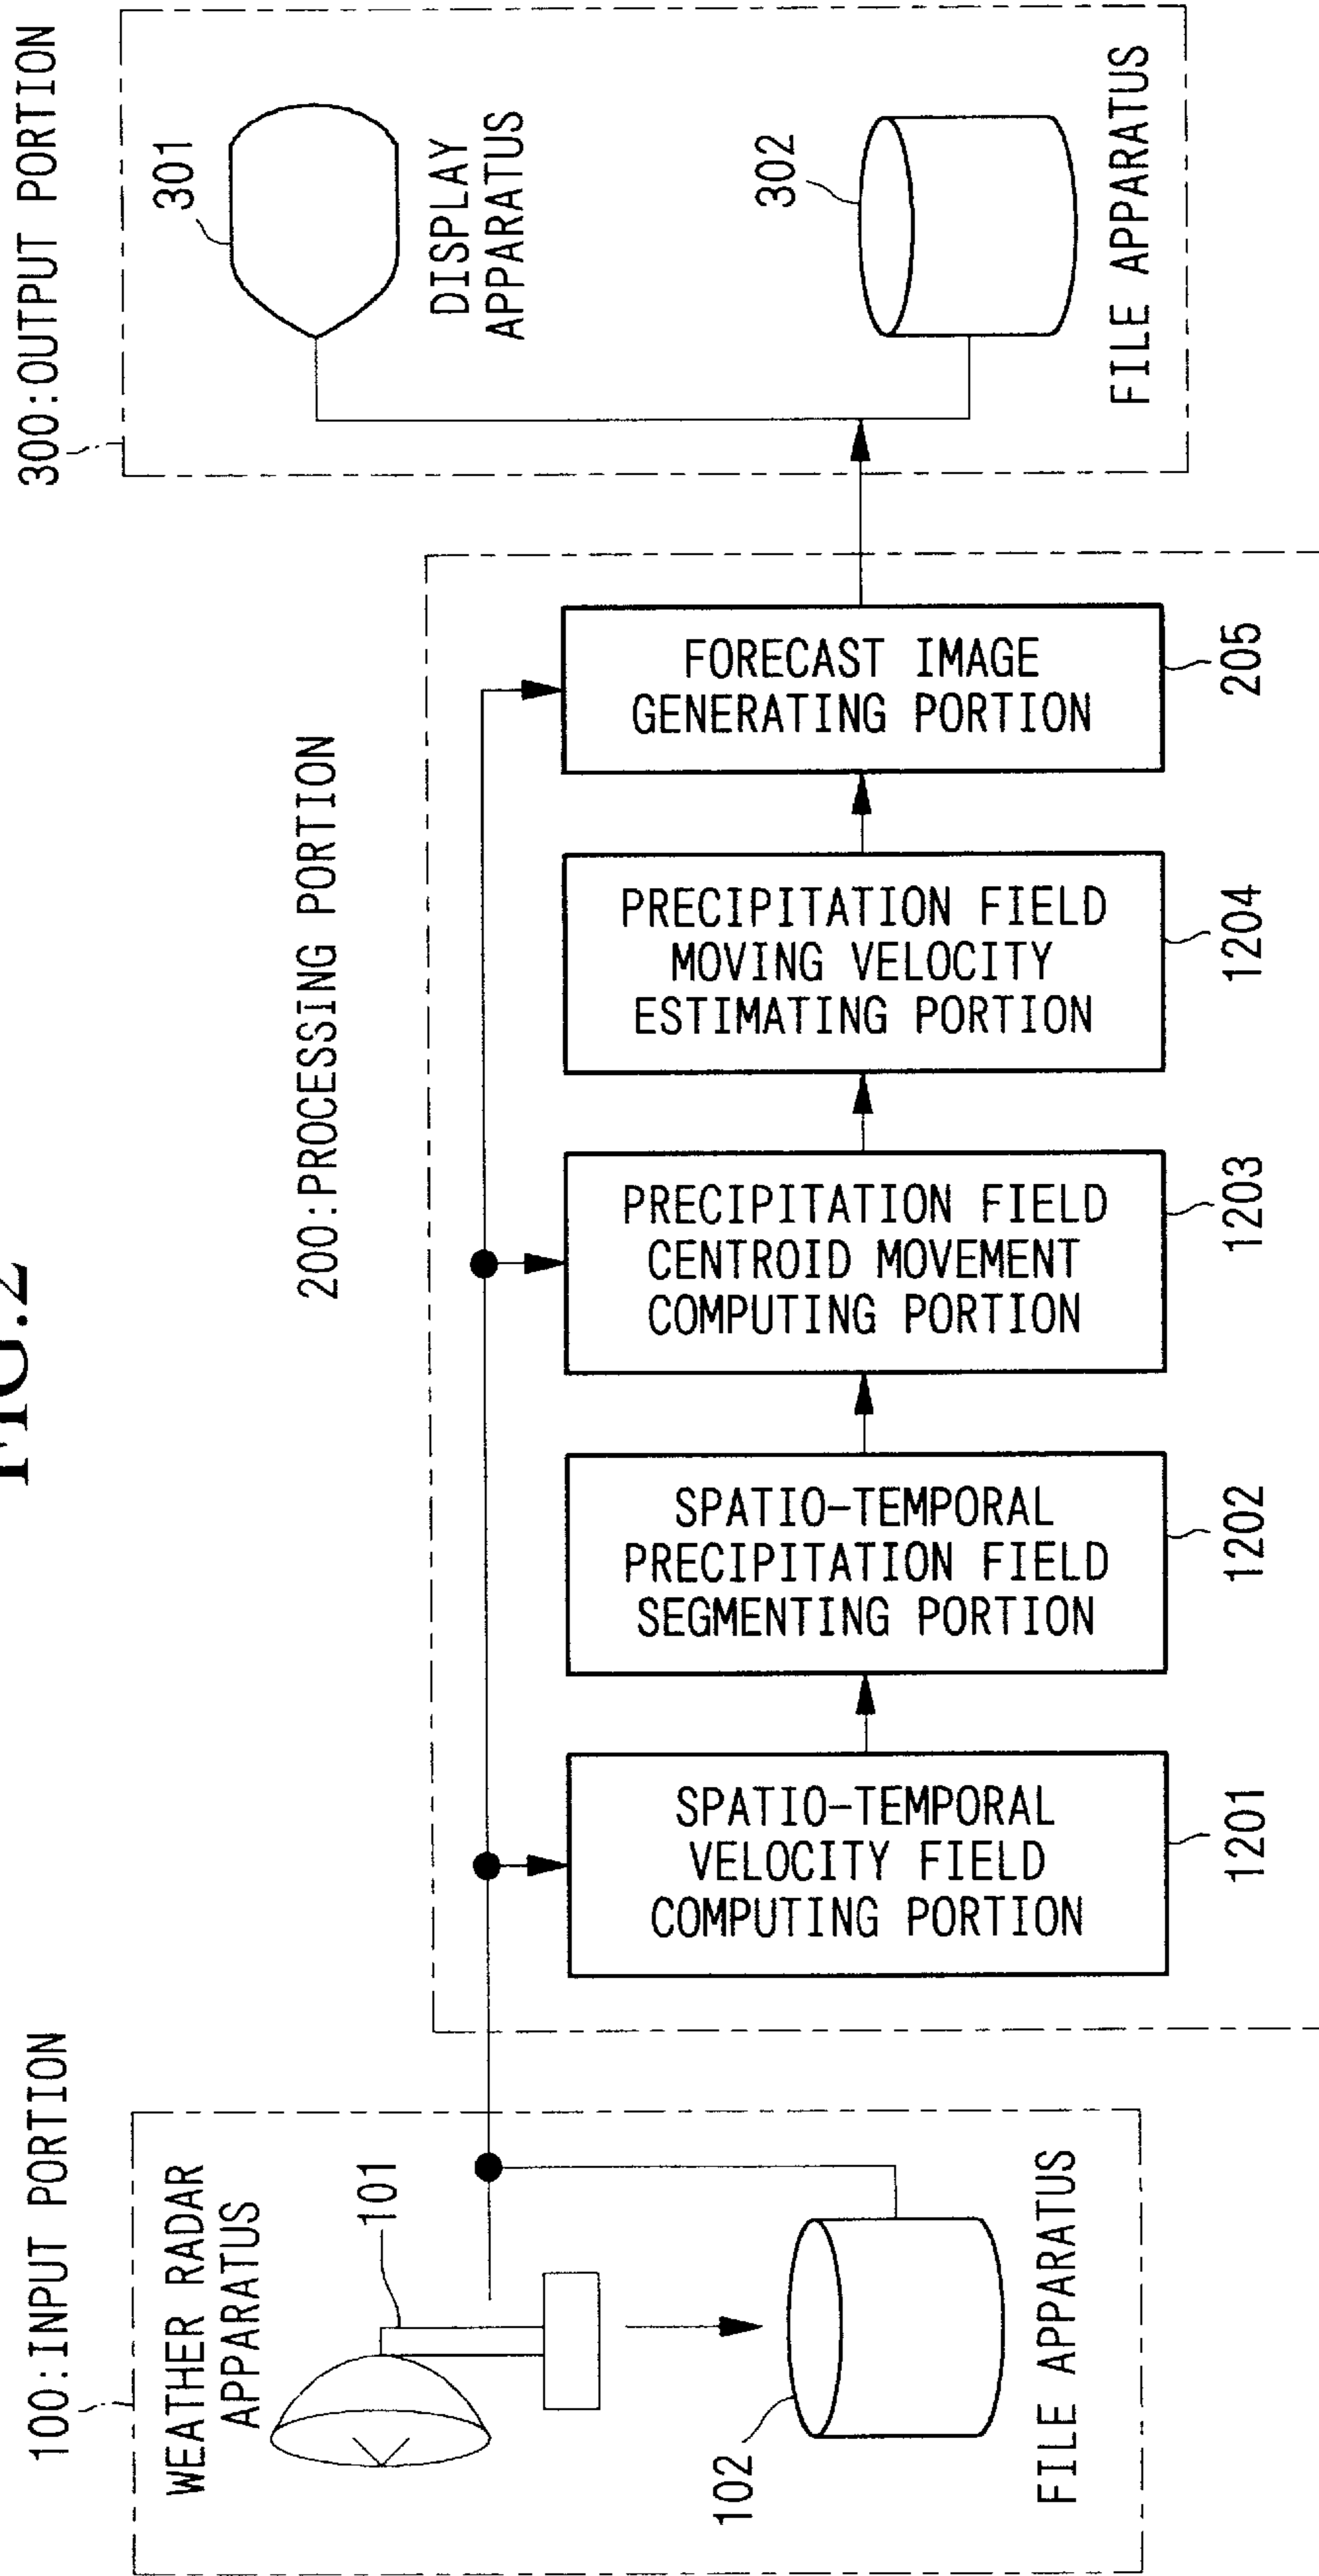 FIG.2
100:INPUT PORTION
WEATHER RADAR
APPARATUS
101
102
FILE APPARATUS
200:PROCESSING PORTION
SPATIO-TEMPORAL
VELOCITY FIELD
COMPUTING PORTION
1201
SPATIO-TEMPORAL
PRECIPITATION FIELD
SEGMENTING PORTION
1202
PRECIPITATION FIELD
CENTROID MOVEMENT
COMPUTING PORTION
1203
PRECIPITATION FIELD
MOVING VELOCITY
ESTIMATING PORTION
1204
FORECAST IMAGE
GENERATING PORTION
205
300:OUTPUT PORTION
301
DISPLAY
APPARATUS
302
FILE APPARATUS